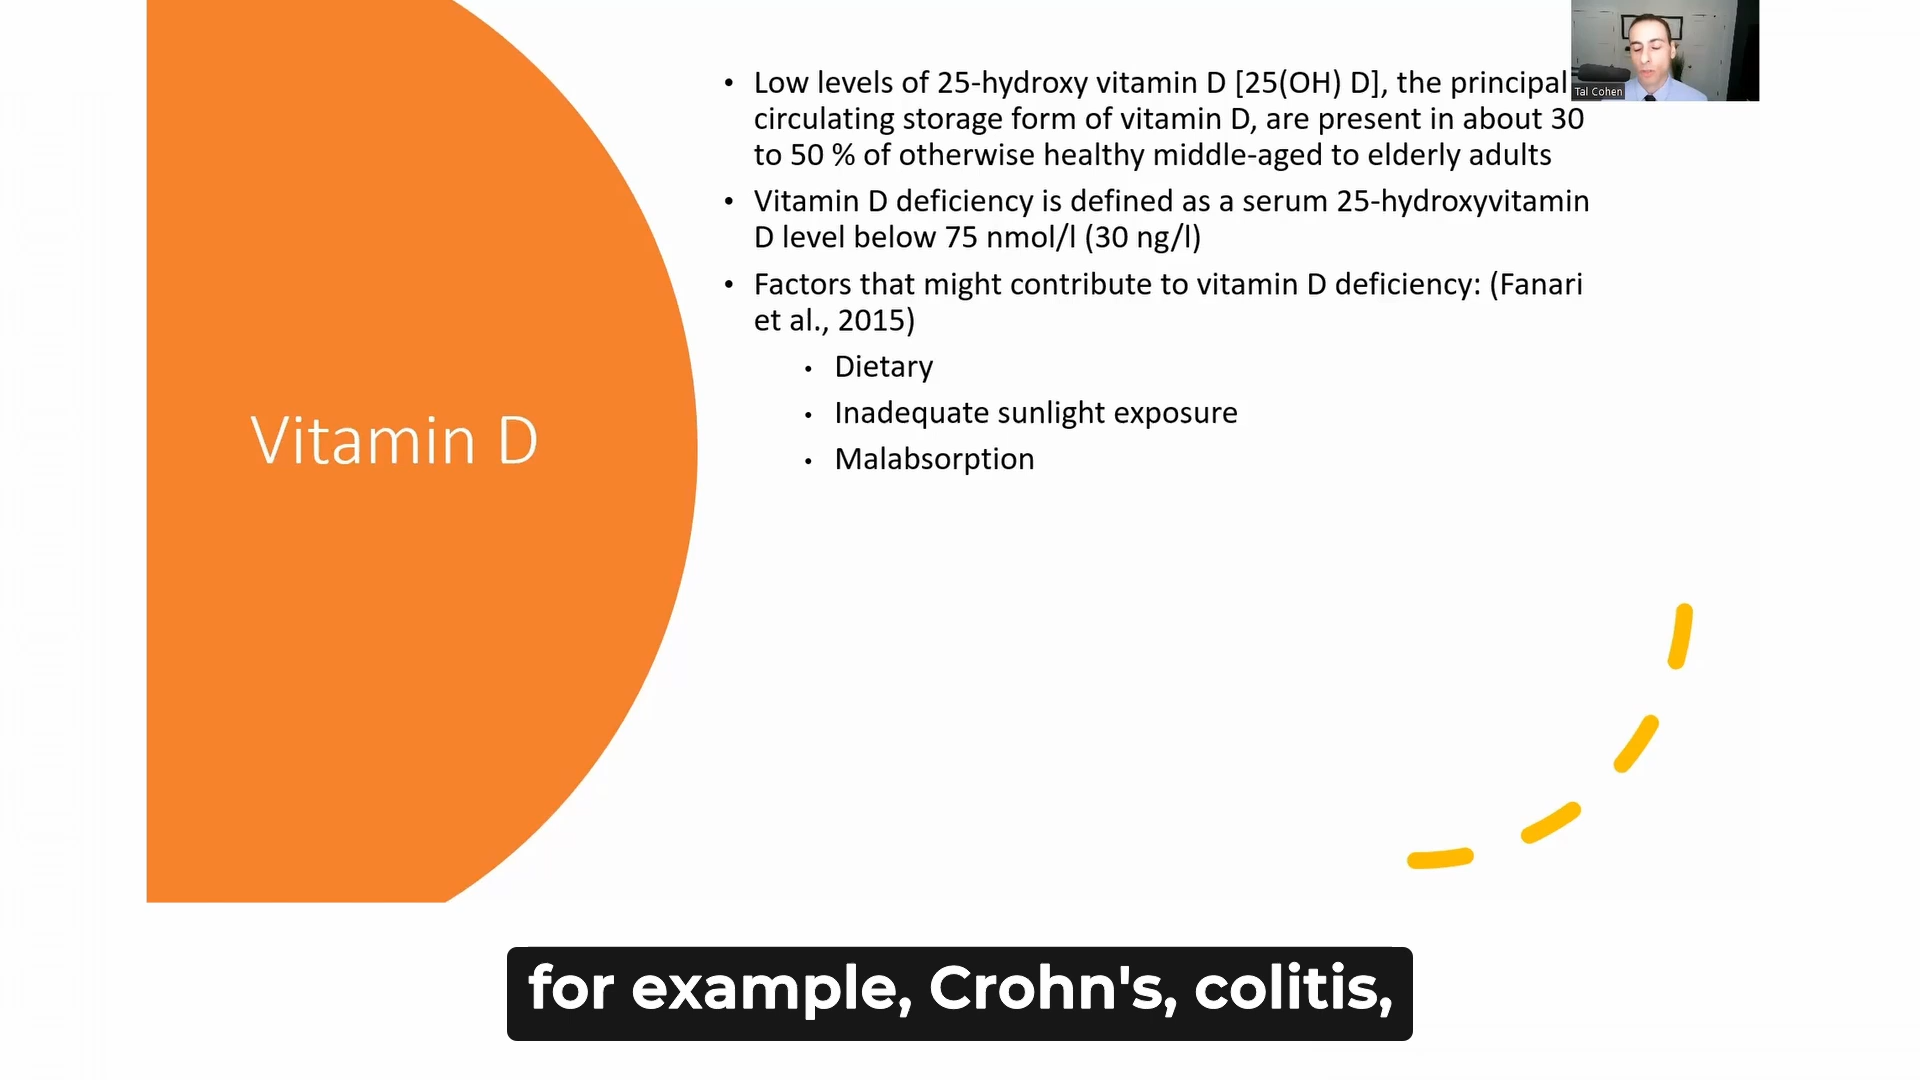 Vitamin D
• Low levels of 25-hydroxy vitamin D [25(OH) D], the principal
circulating storage form of vitamin D, are present in about 30
to 50 % of otherwise healthy middle-aged to elderly adults
• Vitamin D deficiency is defined as a serum 25-hydroxyvitamin
D level below 75 nmol/l (30 ng/l)
• Factors that might contribute to vitamin D deficiency: (Fanari
et al., 2015)
• Dietary
• Inadequate sunlight exposure
• Malabsorption
Tal Cohen
for example, Crohn's, colitis,